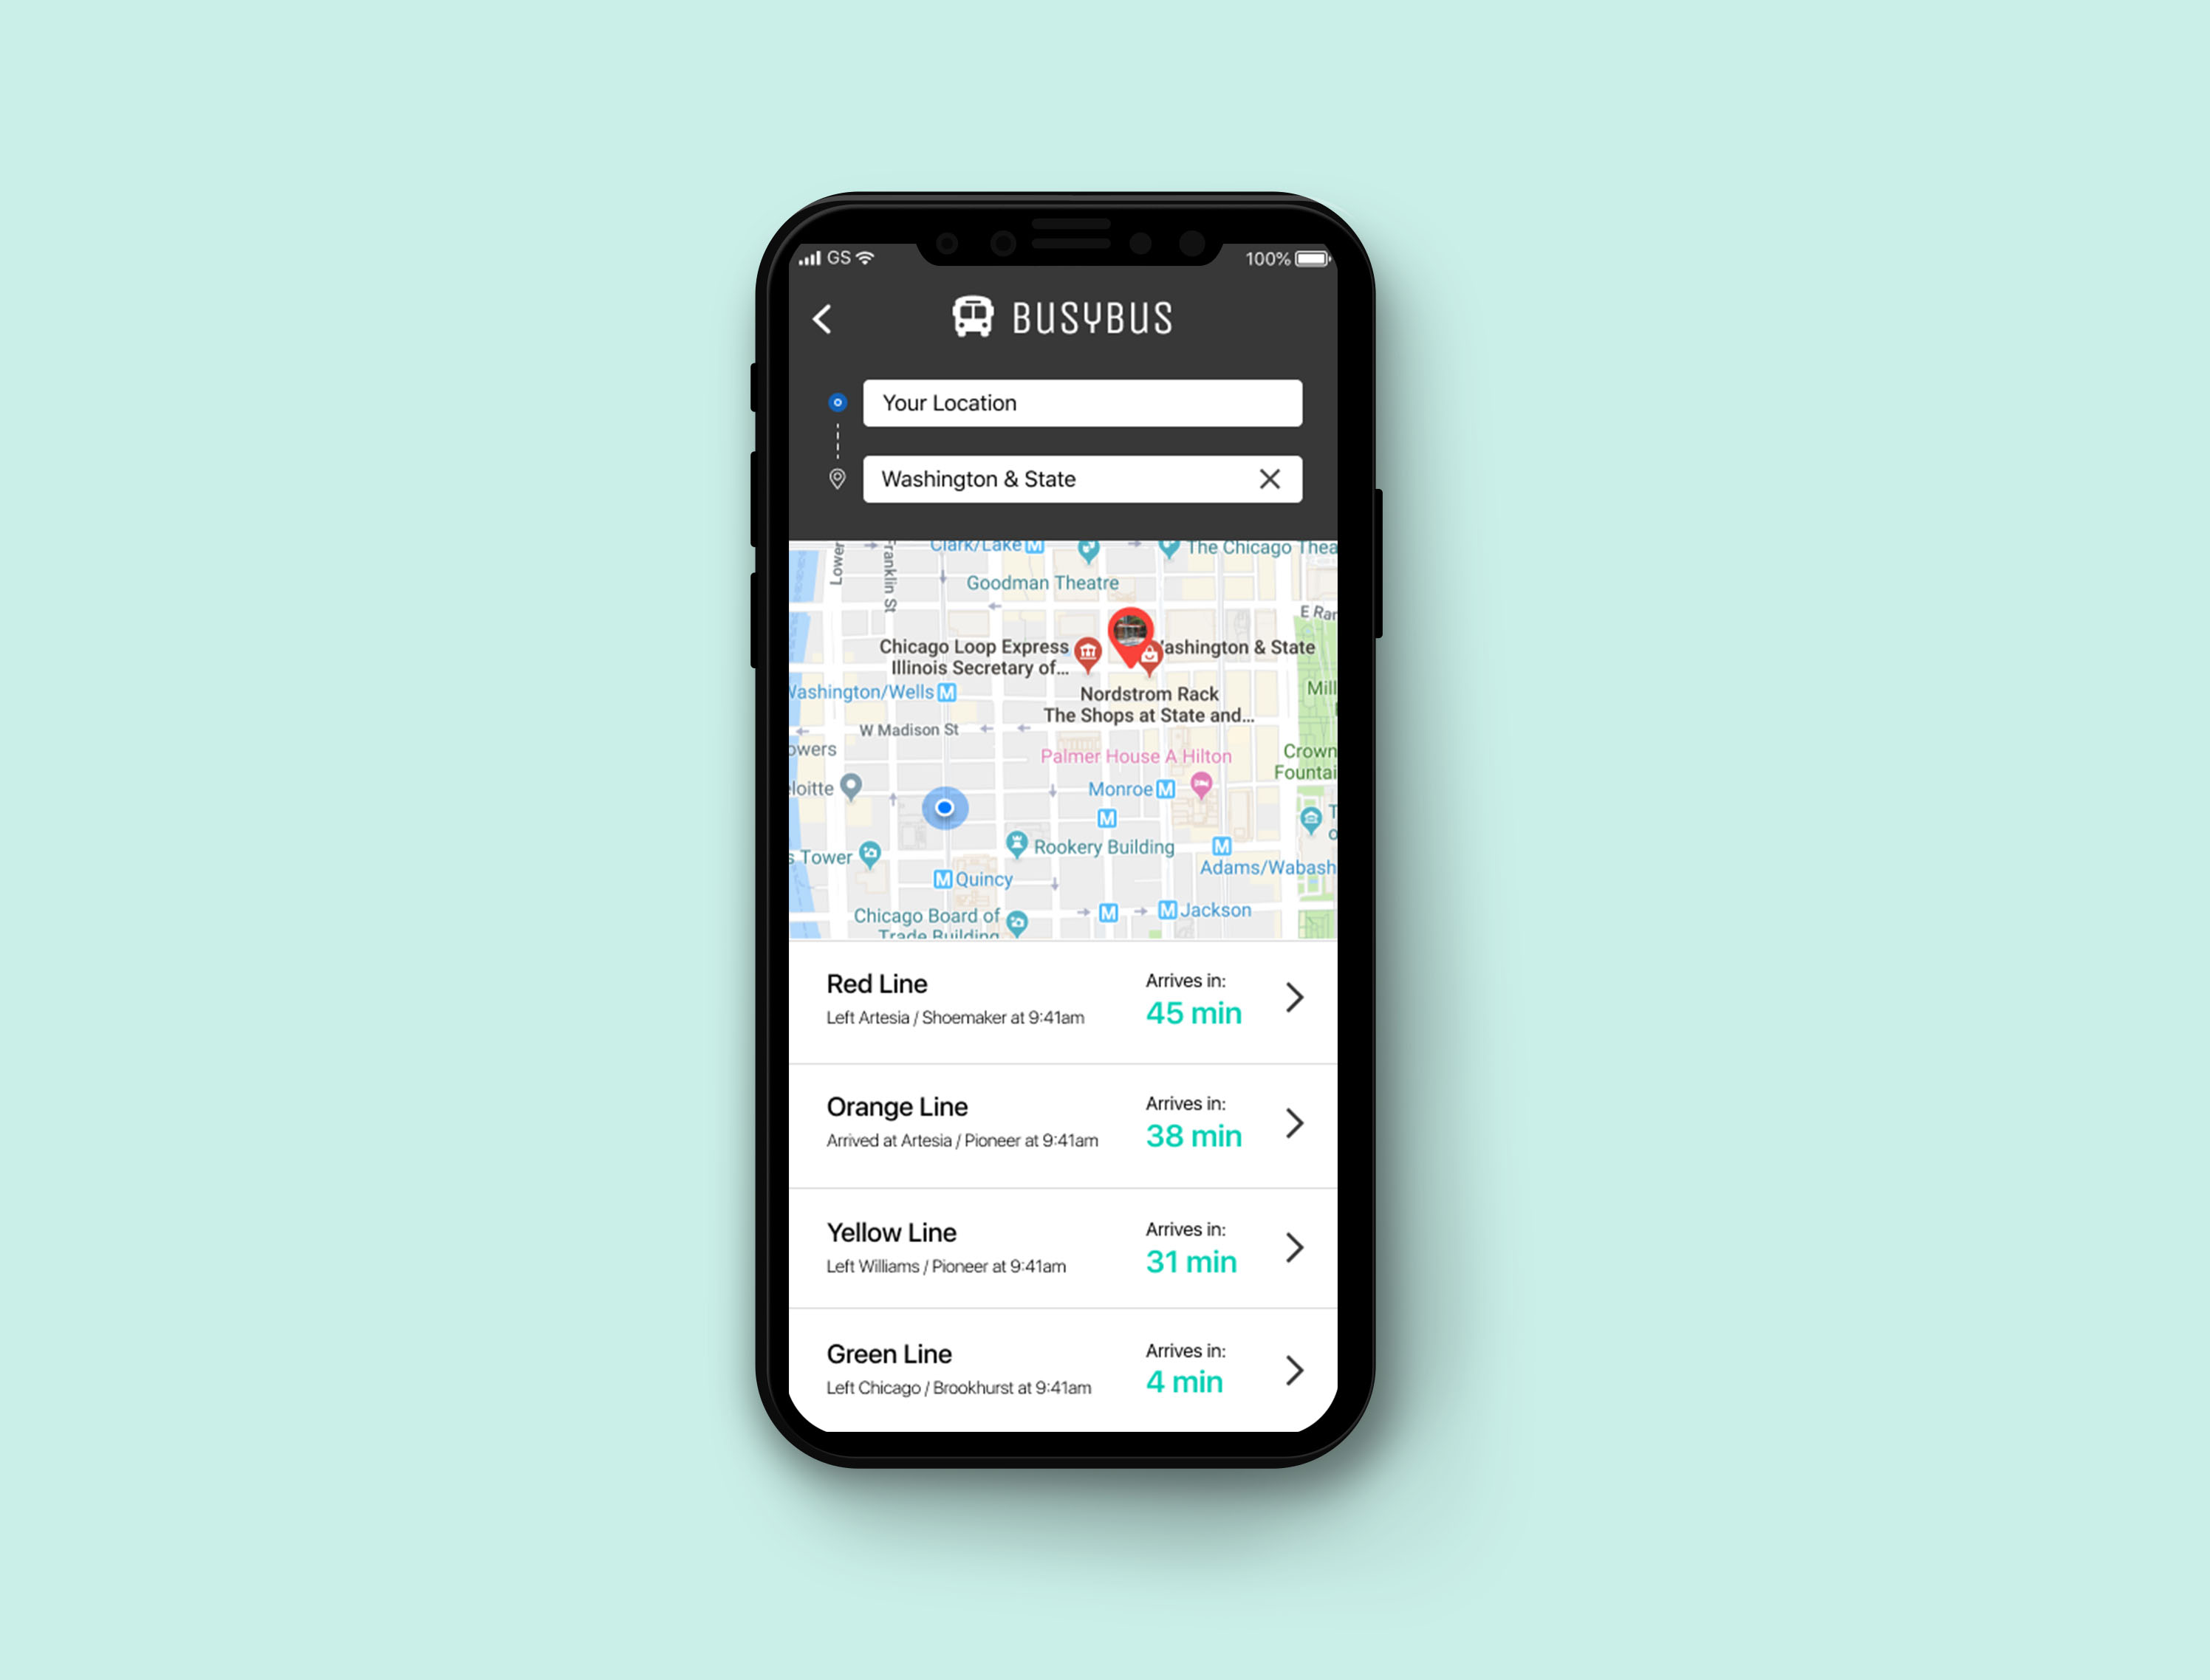 GS
100%
BUSYBUS
Your Location
Washington & State
Clark/Lake M
The Chicago Thea
Lower
Franklin St
Goodman Theatre
E Ran
Chicago Loop Express
Illinois Secretary of...
ashington & State
Washington/Wells M
Nordstrom Rack
The Shops at State and...
Mill
W Madison St
owers
Palmer House A Hilton
Crown
Fountai
loitte
Monroe M
M
T
o
s Tower
Rookery Building
M
Adams/Wabash
M Quincy
Chicago Board of
Trade Building
M
M Jackson
Red Line
Left Artesia / Shoemaker at 9:41am
Arrives in:
45 min
Orange Line
Arrived at Artesia / Pioneer at 9:41am
Arrives in:
38 min
Yellow Line
Left Williams / Pioneer at 9:41am
Arrives in:
31 min
Green Line
Left Chicago / Brookhurst at 9:41am
Arrives in:
4 min